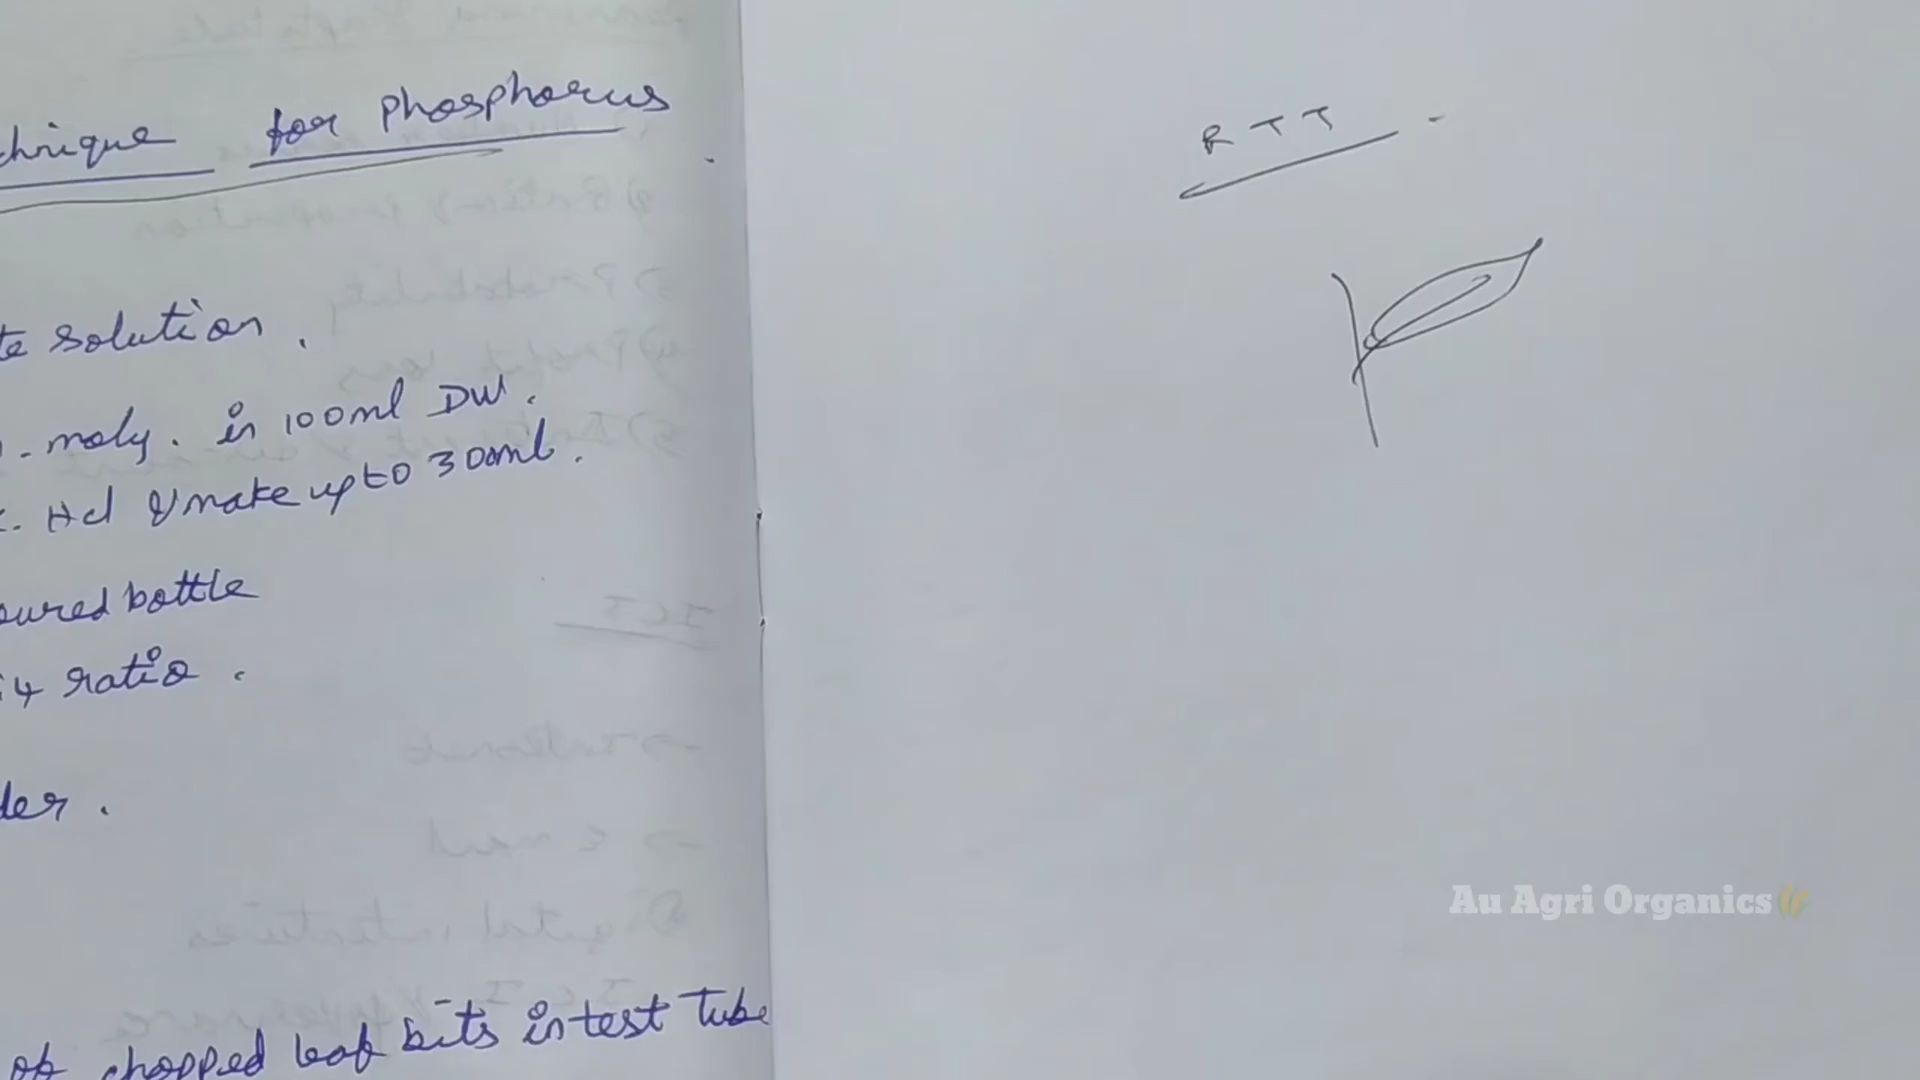 chnique for phosphorus
te solution.
. moly. in 100ml DW.
. Hcl & make upto 300ml.
oured bottle
:4 ratio.
der.
of chopped leaf bits in test Tube
RTT
Au Agri Organics